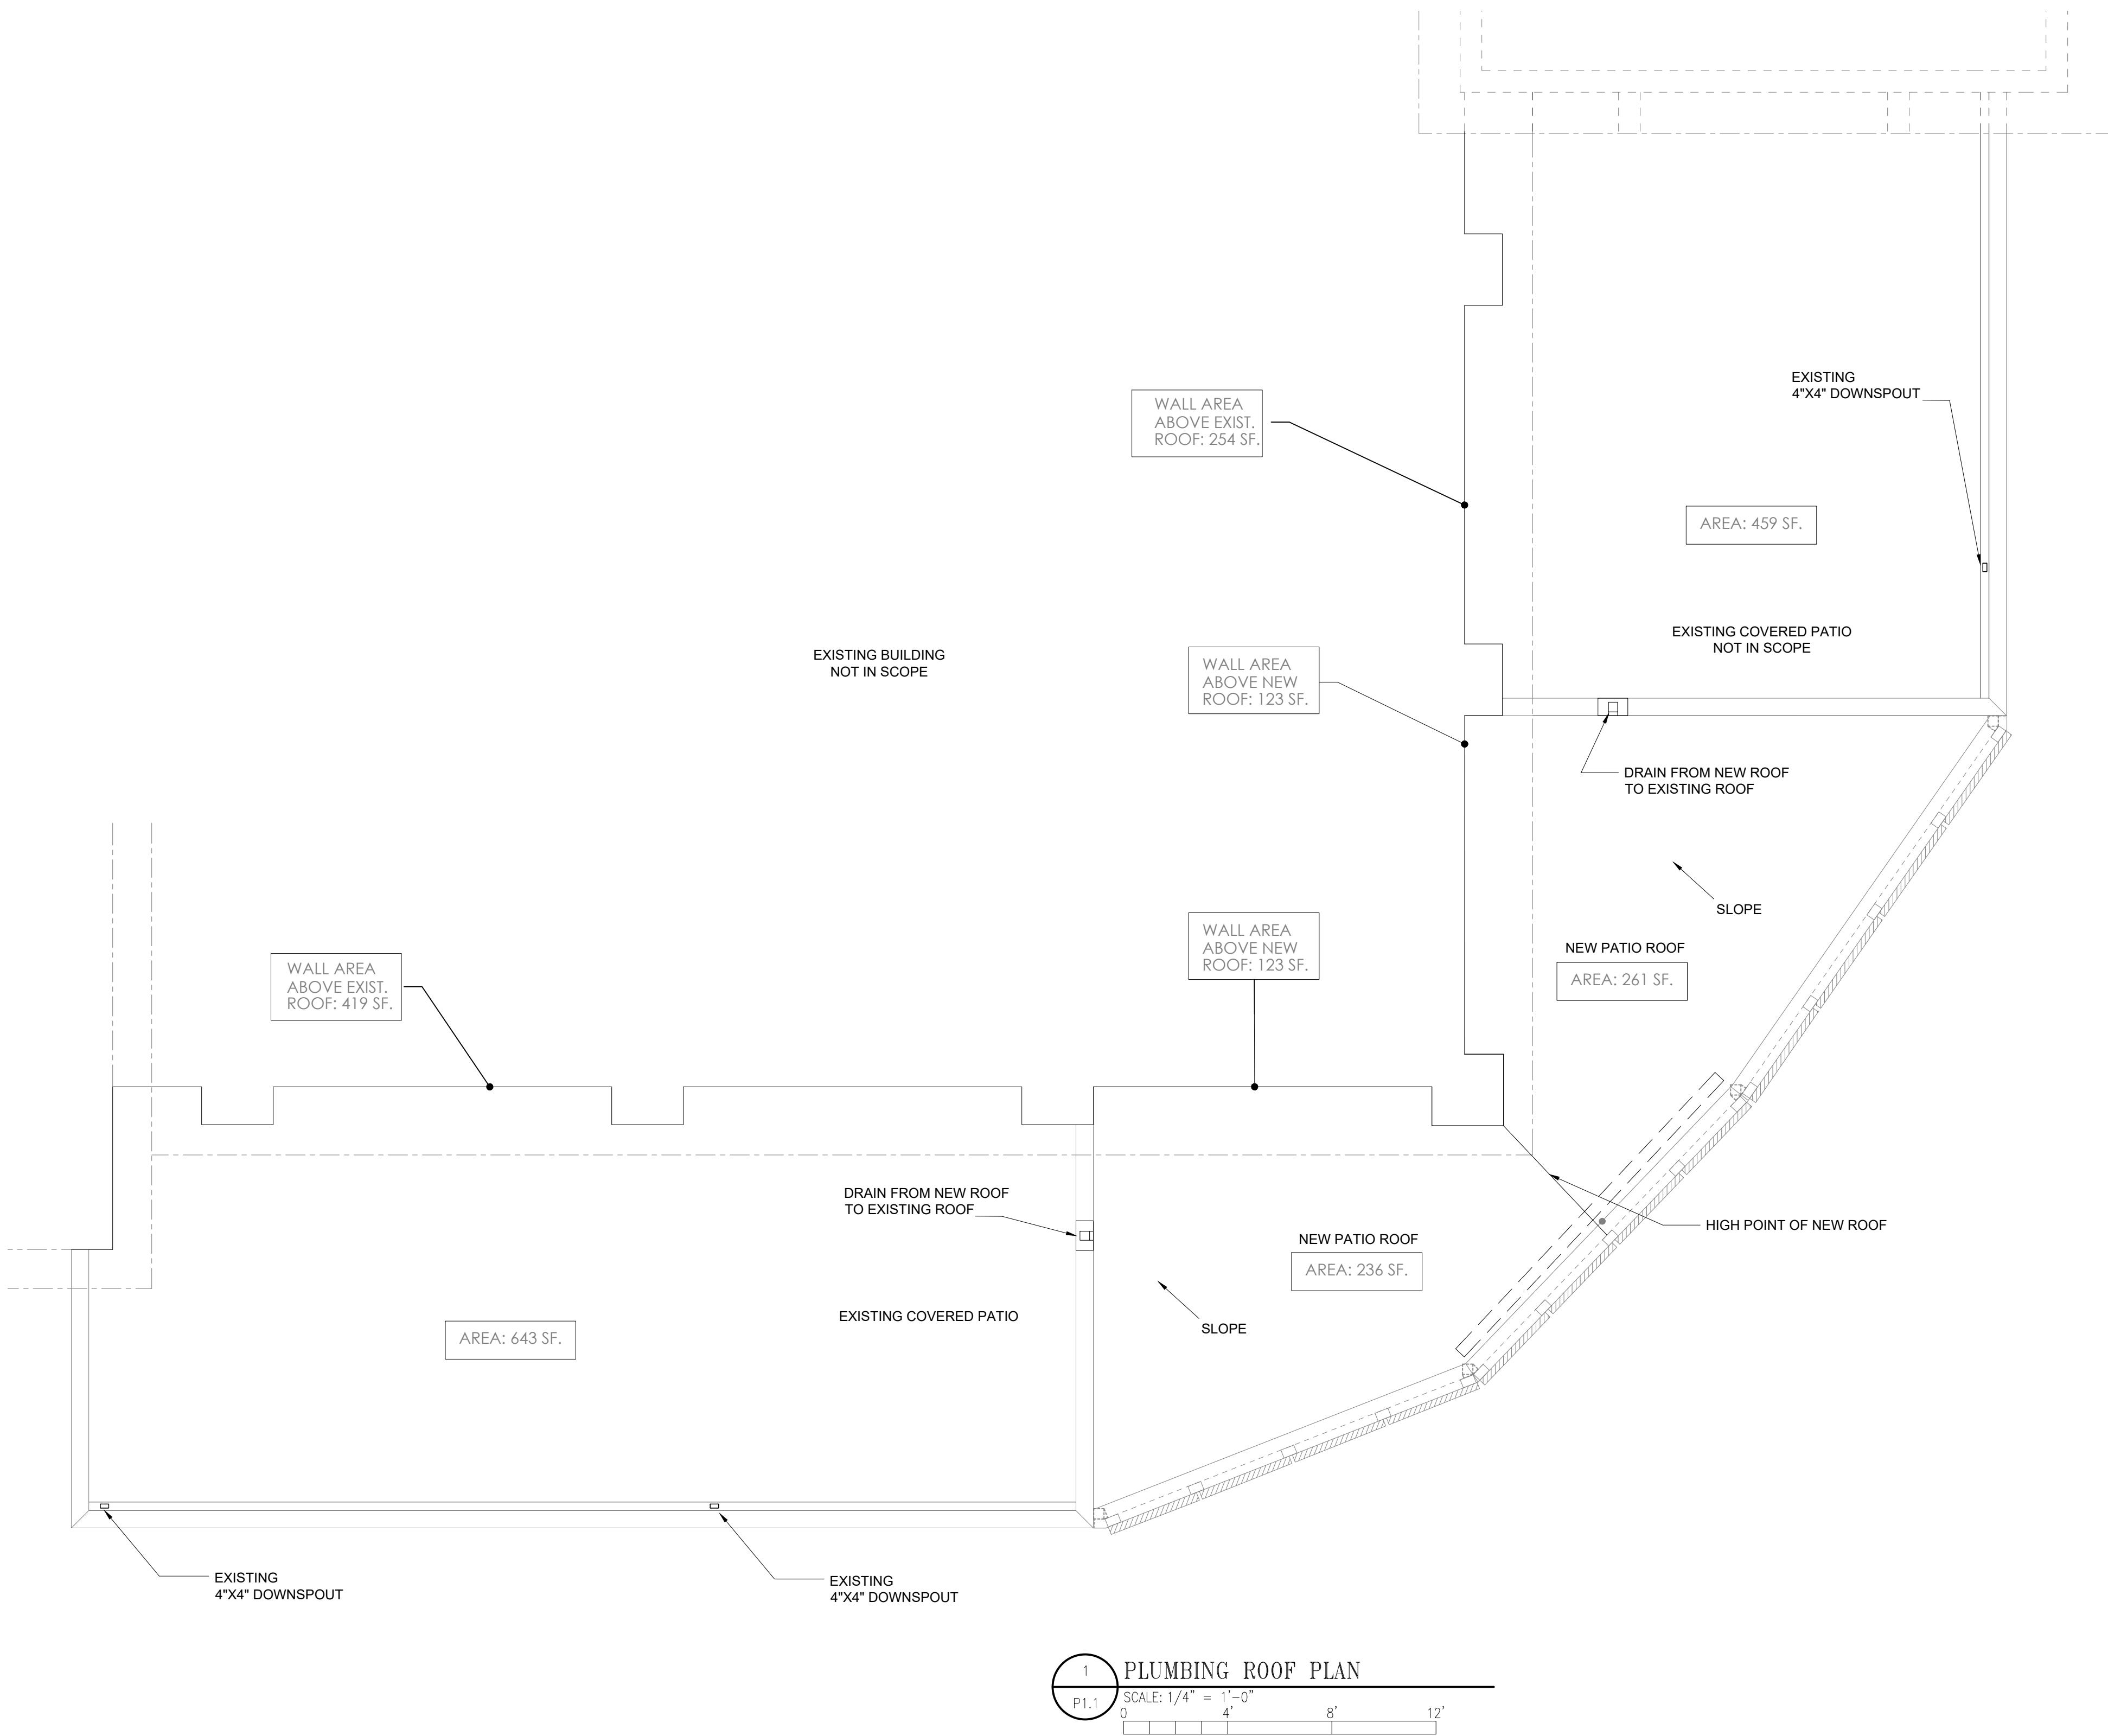 EXISTING
4"X4" DOWNSPOUT
WALL AREA
ABOVE EXIST.
ROOF: 254 SF.
AREA: 459 SF.
EXISTING COVERED PATIO
NOT IN SCOPE
EXISTING BUILDING
NOT IN SCOPE
WALL AREA
ABOVE NEW
ROOF: 123 SF.
DRAIN FROM NEW ROOF
TO EXISTING ROOF
SLOPE
NEW PATIO ROOF
AREA: 261 SF.
WALL AREA
ABOVE NEW
ROOF: 123 SF.
WALL AREA
ABOVE EXIST.
ROOF: 419 SF.
DRAIN FROM NEW ROOF
TO EXISTING ROOF
HIGH POINT OF NEW ROOF
NEW PATIO ROOF
AREA: 236 SF.
EXISTING COVERED PATIO
SLOPE
AREA: 643 SF.
EXISTING
4"X4" DOWNSPOUT
EXISTING
4"X4" DOWNSPOUT
1
PLUMBING ROOF PLAN
P1.1
SCALE: 1/4" = 1'-0"
0 4' 8' 12'